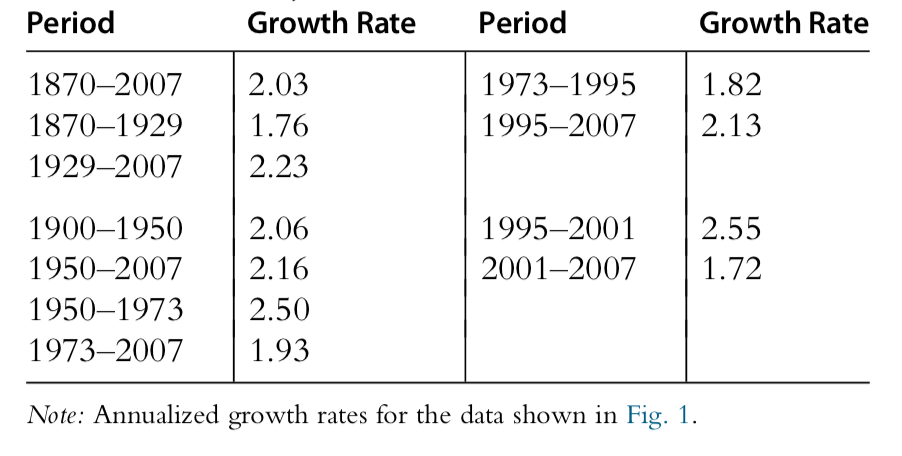 Period Growth Rate Period Growth Rate
1870–2007 2.03 1973–1995 1.82
1870–1929 1.76 1995–2007 2.13
1929–2007 2.23
1900–1950 2.06 1995–2001 2.55
1950–2007 2.16 2001–2007 1.72
1950–1973 2.50
1973–2007 1.93
Note: Annualized growth rates for the data shown in Fig. 1.